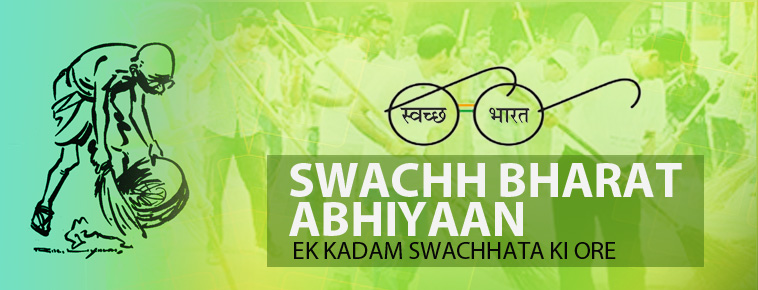 स्वच्छ भारत
SWACHH BHARAT
ABHIYAAN
EK KADAM SWACHHATA KI ORE